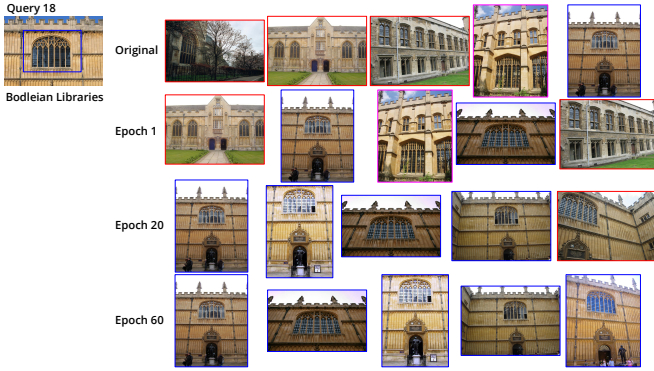 Query 18
Bodleian Libraries
Original
Epoch 1
Epoch 20
Epoch 60